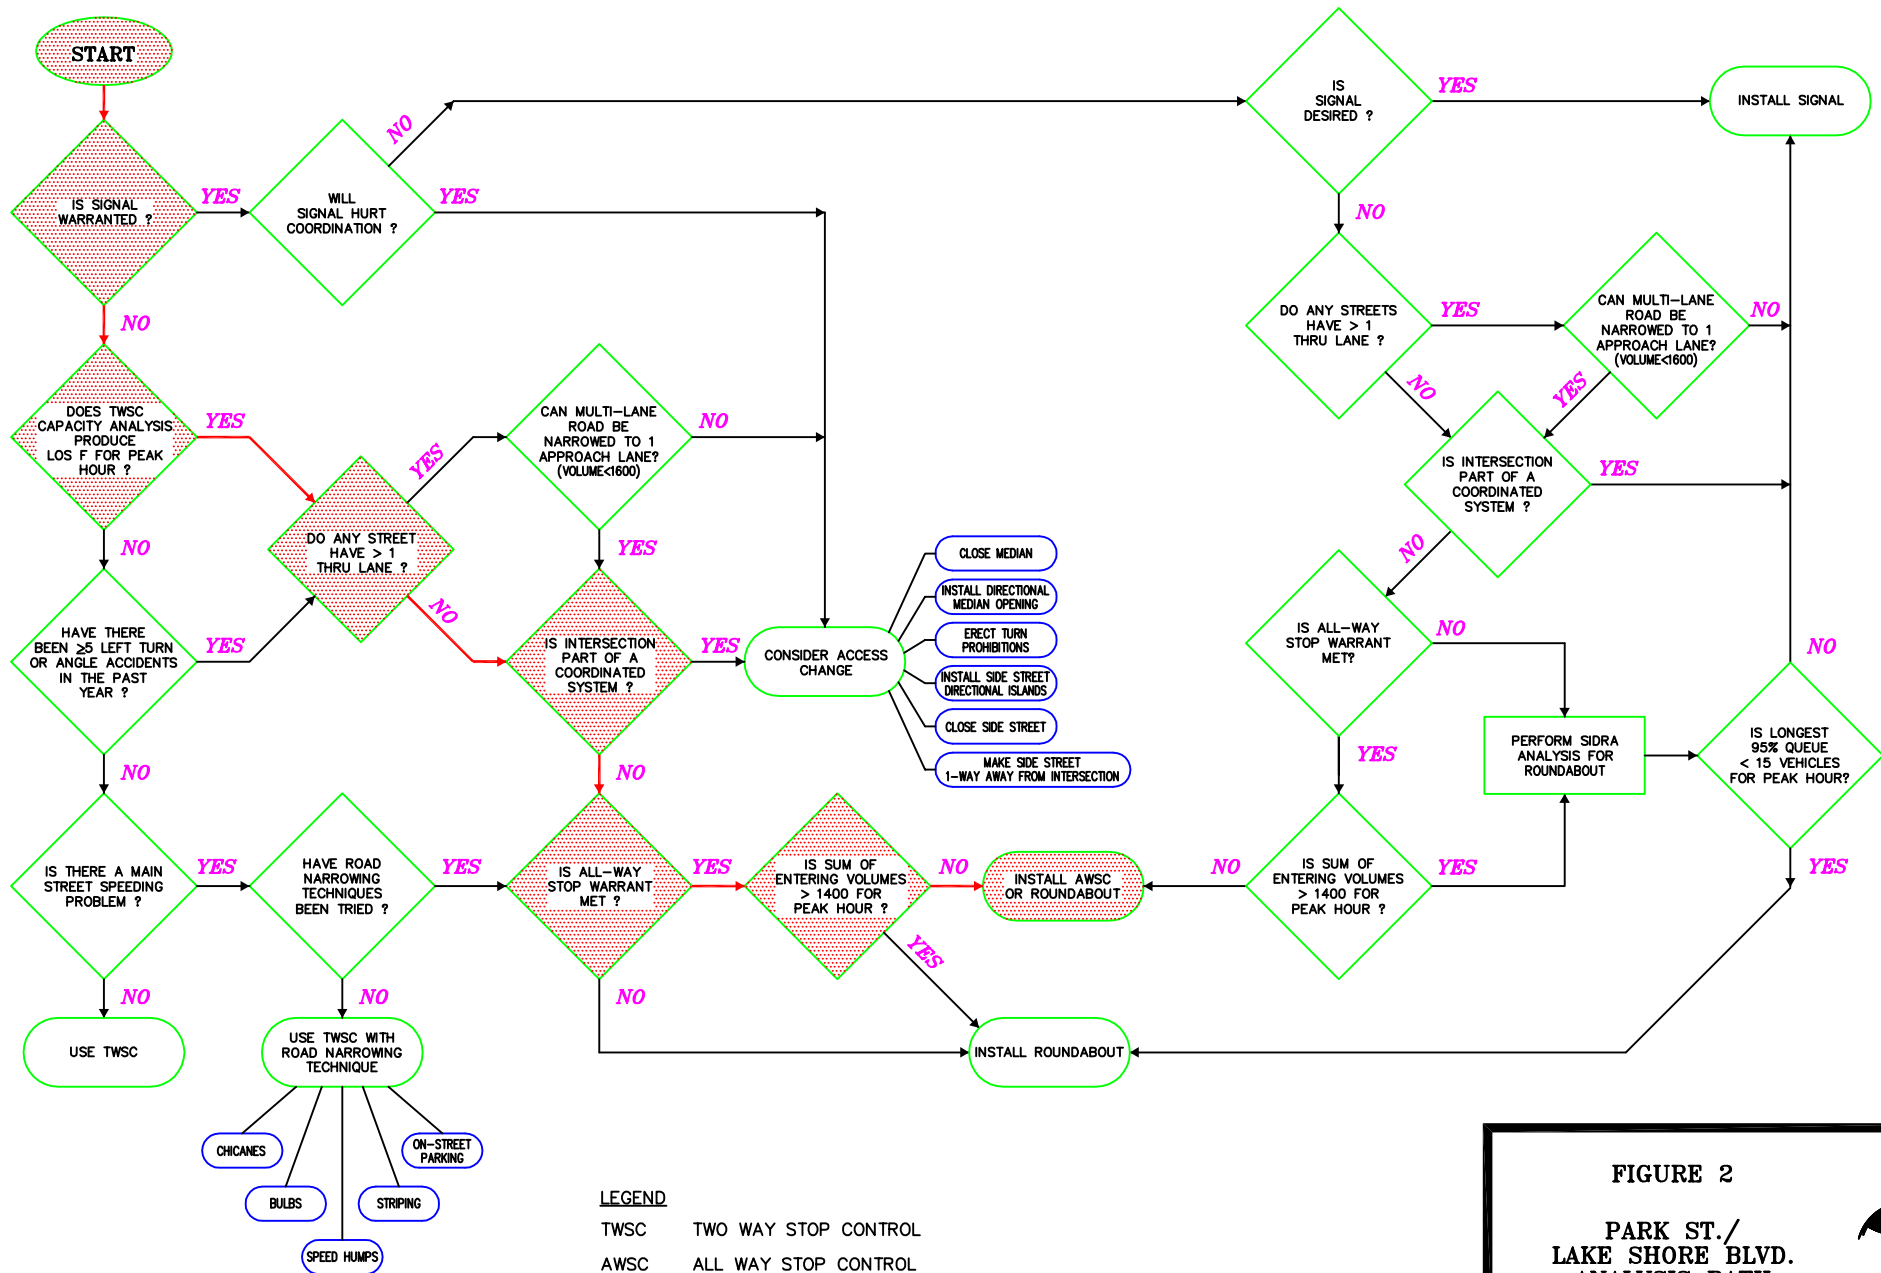 START
IS SIGNAL
WARRANTED ?
YES
NO
WILL
SIGNAL HURT
COORDINATION ?
NO
YES
IS
SIGNAL
DESIRED ?
YES
NO
INSTALL SIGNAL
DO ANY STREETS
HAVE > 1
THRU LANE ?
YES
NO
CAN MULTI-LANE
ROAD BE
NARROWED TO 1
APPROACH LANE?
(VOLUME<1600)
NO
YES
DOES TWSC
CAPACITY ANALYSIS
PRODUCE
LOS F FOR PEAK
HOUR ?
YES
NO
DO ANY STREET
HAVE > 1
THRU LANE ?
YES
NO
CAN MULTI-LANE
ROAD BE
NARROWED TO 1
APPROACH LANE?
(VOLUME<1600)
NO
YES
IS INTERSECTION
PART OF A
COORDINATED
SYSTEM ?
YES
NO
HAVE THERE
BEEN ≥5 LEFT TURN
OR ANGLE ACCIDENTS
IN THE PAST
YEAR ?
YES
NO
IS INTERSECTION
PART OF A
COORDINATED
SYSTEM ?
YES
NO
CONSIDER ACCESS
CHANGE
CLOSE MEDIAN
INSTALL DIRECTIONAL
MEDIAN OPENING
ERECT TURN
PROHIBITIONS
INSTALL SIDE STREET
DIRECTIONAL ISLANDS
CLOSE SIDE STREET
MAKE SIDE STREET
1-WAY AWAY FROM INTERSECTION
IS ALL-WAY
STOP WARRANT
MET?
NO
YES
PERFORM SIDRA
ANALYSIS FOR
ROUNDABOUT
IS LONGEST
95% QUEUE
< 15 VEHICLES
FOR PEAK HOUR?
NO
YES
IS THERE A MAIN
STREET SPEEDING
PROBLEM ?
YES
NO
HAVE ROAD
NARROWING
TECHNIQUES
BEEN TRIED ?
YES
NO
IS ALL-WAY
STOP WARRANT
MET ?
YES
NO
IS SUM OF
ENTERING VOLUMES
> 1400 FOR
PEAK HOUR ?
NO
YES
INSTALL AWSC
OR ROUNDABOUT
NO
IS SUM OF
ENTERING VOLUMES
> 1400 FOR
PEAK HOUR ?
YES
USE TWSC
USE TWSC WITH
ROAD NARROWING
TECHNIQUE
INSTALL ROUNDABOUT
CHICANES
ON-STREET
PARKING
BULBS
STRIPING
SPEED HUMPS
LEGEND
TWSC TWO WAY STOP CONTROL
AWSC ALL WAY STOP CONTROL
FIGURE 2
PARK ST./
LAKE SHORE BLVD.
ANALYSIS PATH